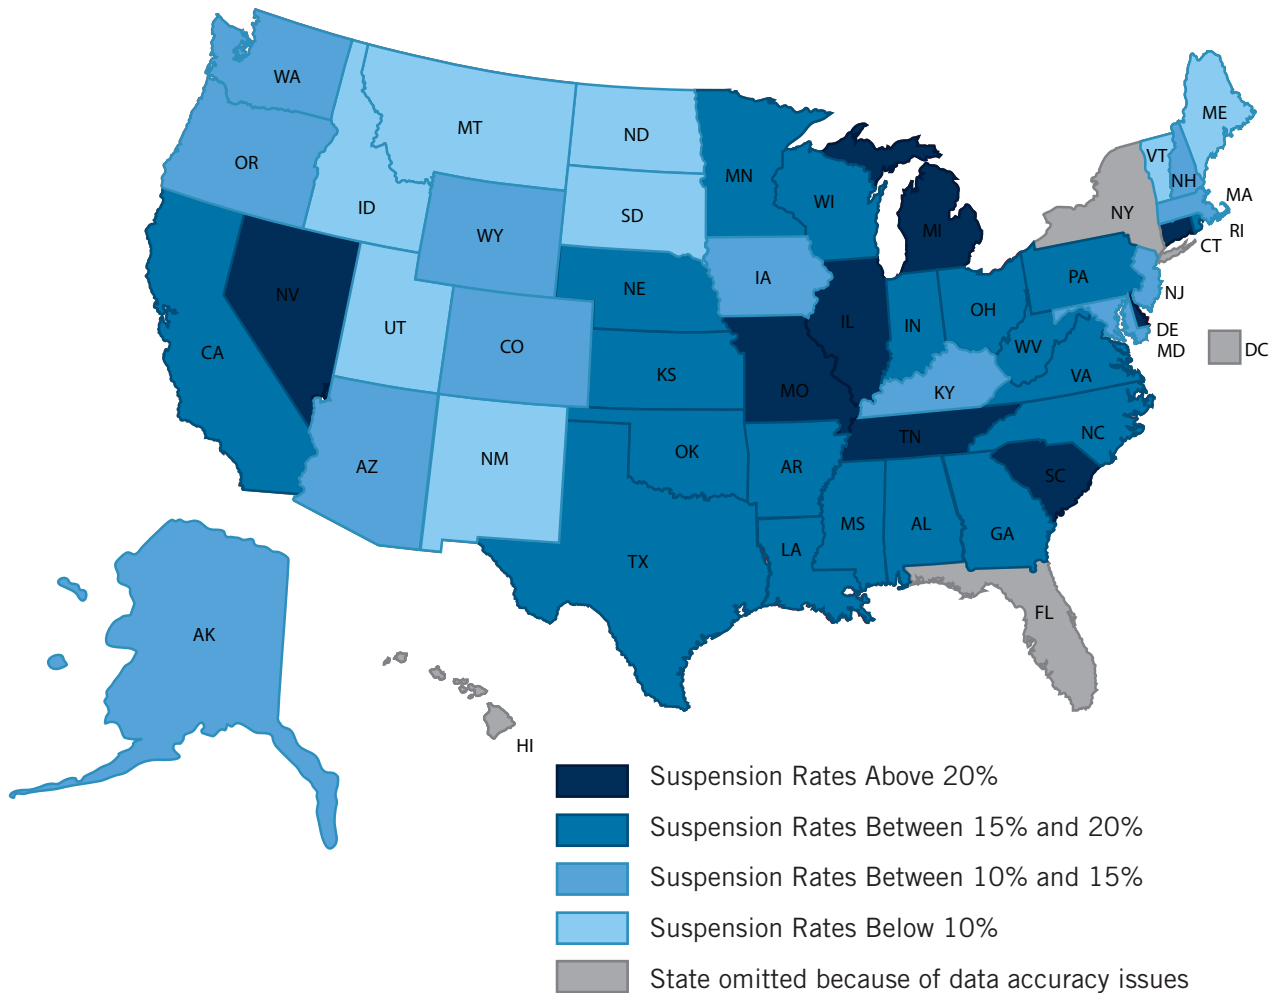 WA
MT
ND
ME
VT
OR
MN
NH
ID
SD
WI
MA
NY
WY
MI
RI
CT
NV
NE
IA
PA
NJ
UT
IL
IN
OH
CA
CO
WV
DE
MD
DC
KS
VA
MO
KY
AZ
NM
OK
AR
TN
NC
SC
MS
AL
GA
TX
LA
AK
FL
HI
Suspension Rates Above 20%
Suspension Rates Between 15% and 20%
Suspension Rates Between 10% and 15%
Suspension Rates Below 10%
State omitted because of data accuracy issues